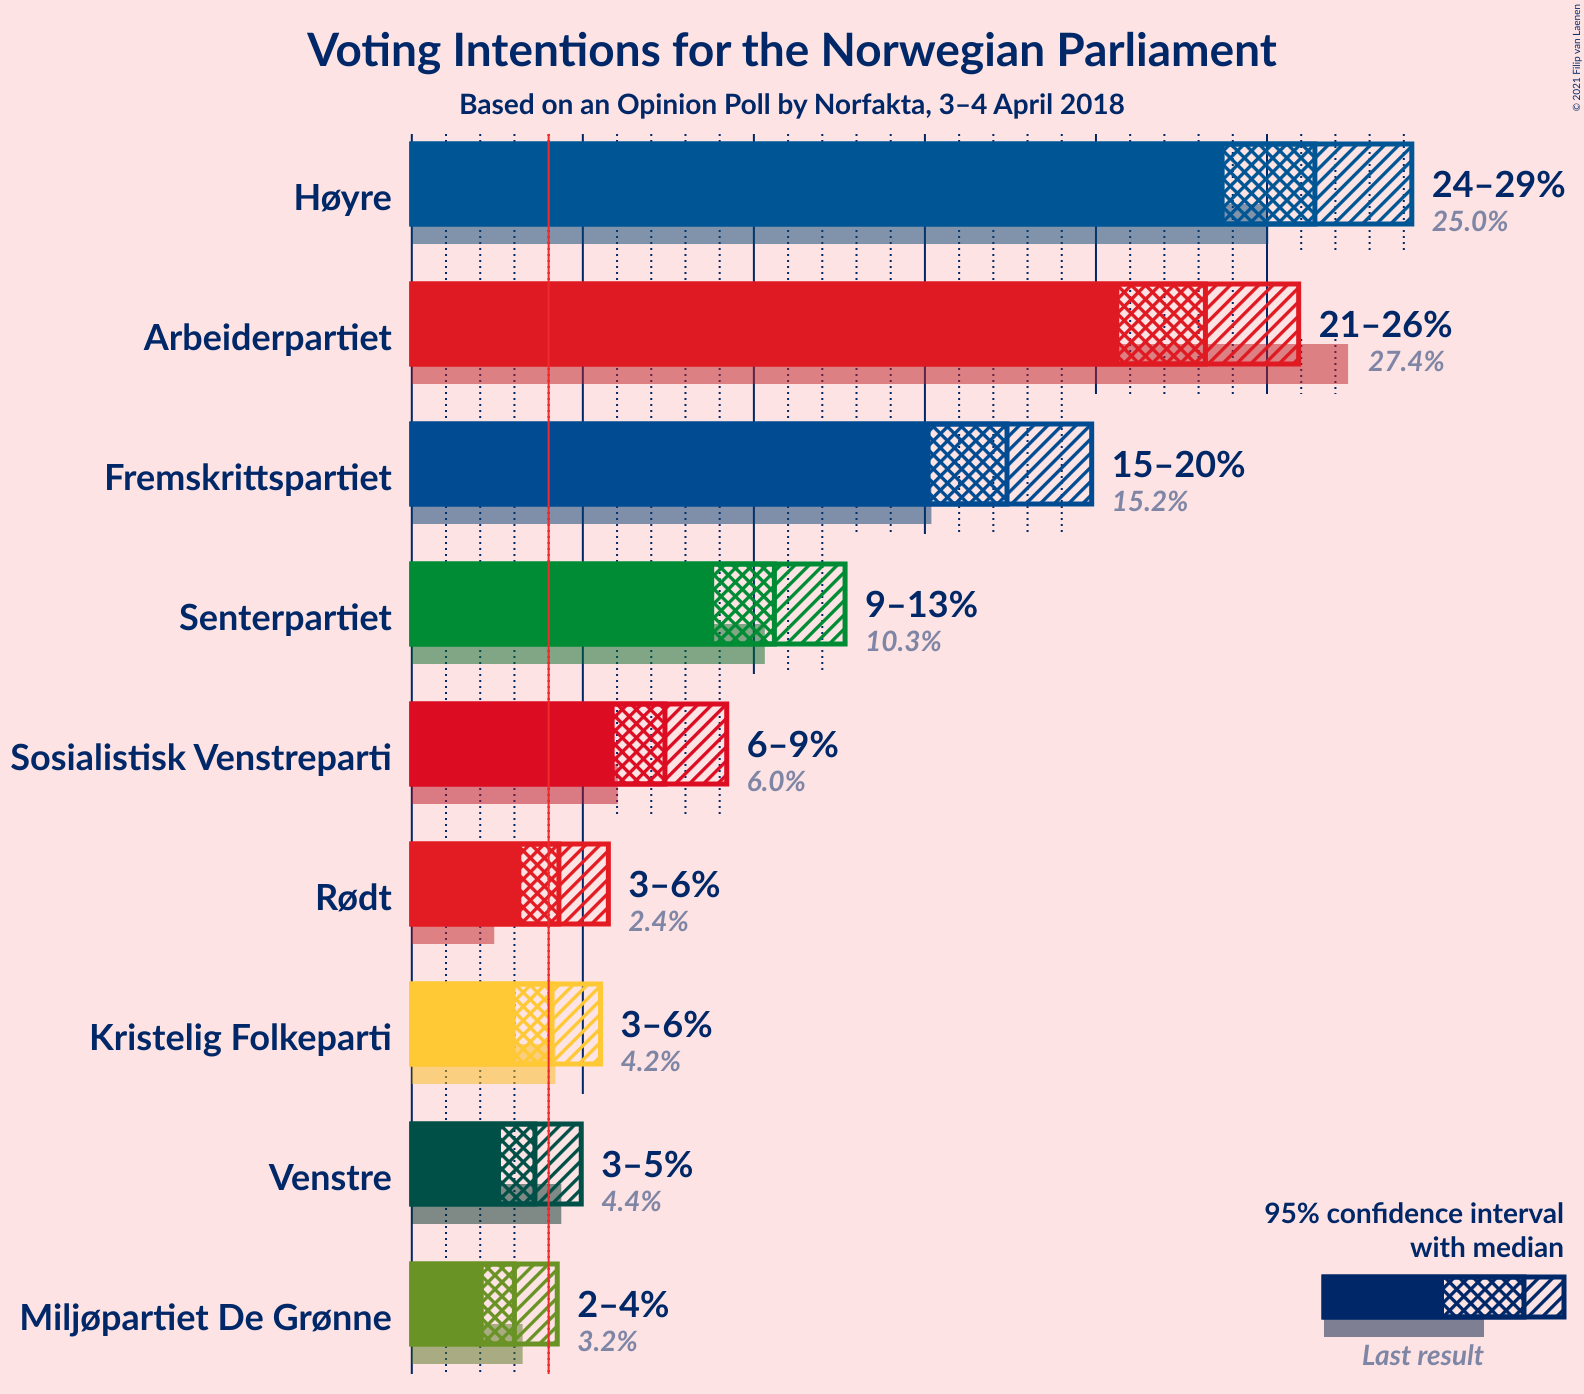 Voting Intentions for the Norwegian Parliament
Based on an Opinion Poll by Norfakta, 3–4 April 2018
© 2021 Filip van Laenen
Høyre
24–29%
25.0%
Arbeiderpartiet
21–26%
27.4%
Fremskrittspartiet
15–20%
15.2%
Senterpartiet
9–13%
10.3%
Sosialistisk Venstreparti
6–9%
6.0%
Rødt
3–6%
2.4%
Kristelig Folkeparti
3–6%
4.2%
Venstre
3–5%
4.4%
Miljøpartiet De Grønne
2–4%
3.2%
95% confidence interval
with median
Last result